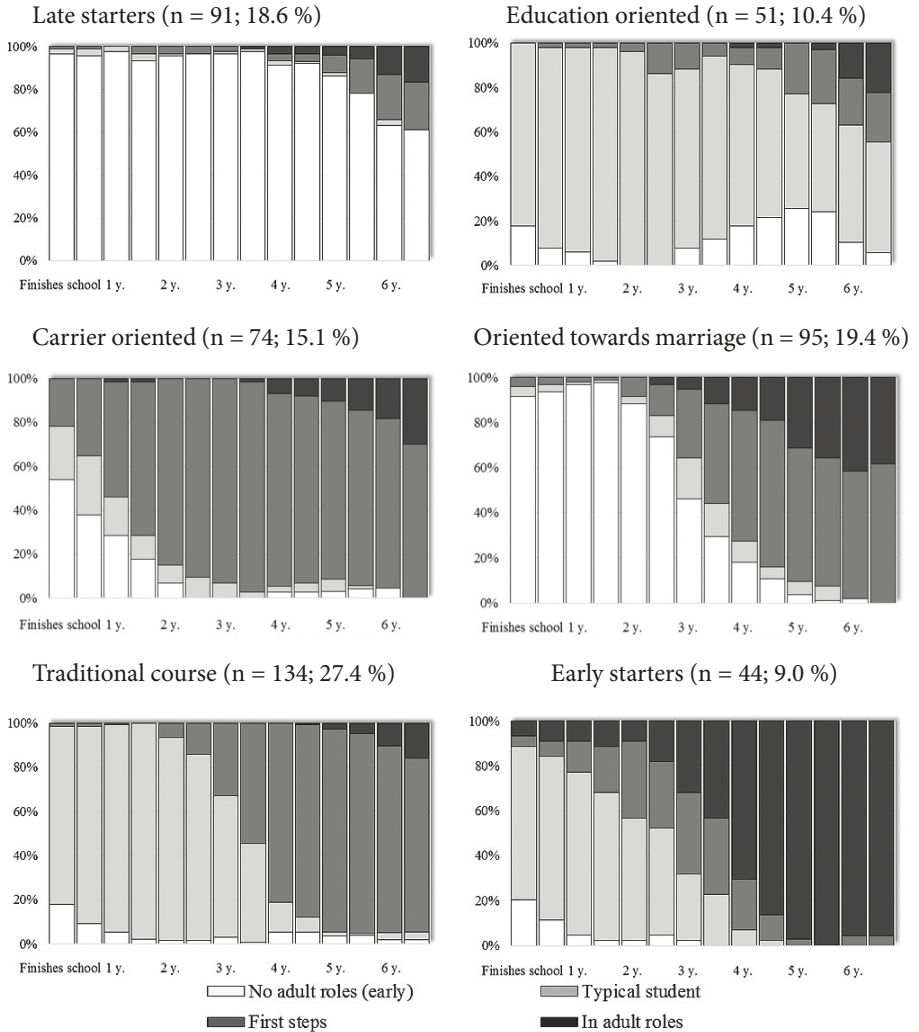 Late starters (n = 91; 18.6 %)
100%
80%
60%
40%
20%
0%
Finishes school 1 y. 2 y. 3 y. 4 y. 5 y. 6 y.
Education oriented (n = 51; 10.4 %)
100%
80%
60%
40%
20%
0%
Finishes school 1 y. 2 y. 3 y. 4 y. 5 y. 6 y.
Carrier oriented (n = 74; 15.1 %)
100%
80%
60%
40%
20%
0%
Finishes school 1 y. 2 y. 3 y. 4 y. 5 y. 6 y.
Oriented towards marriage (n = 95; 19.4 %)
100%
80%
60%
40%
20%
0%
Finishes school 1 y. 2 y. 3 y. 4 y. 5 y. 6 y.
Traditional course (n = 134; 27.4 %)
100%
80%
60%
40%
20%
0%
Finishes school 1 y. 2 y. 3 y. 4 y. 5 y. 6 y.
Early starters (n = 44; 9.0 %)
100%
80%
60%
40%
20%
0%
Finishes school 1 y. 2 y. 3 y. 4 y. 5 y. 6 y.
No adult roles (early)
Typical student
First steps
In adult roles